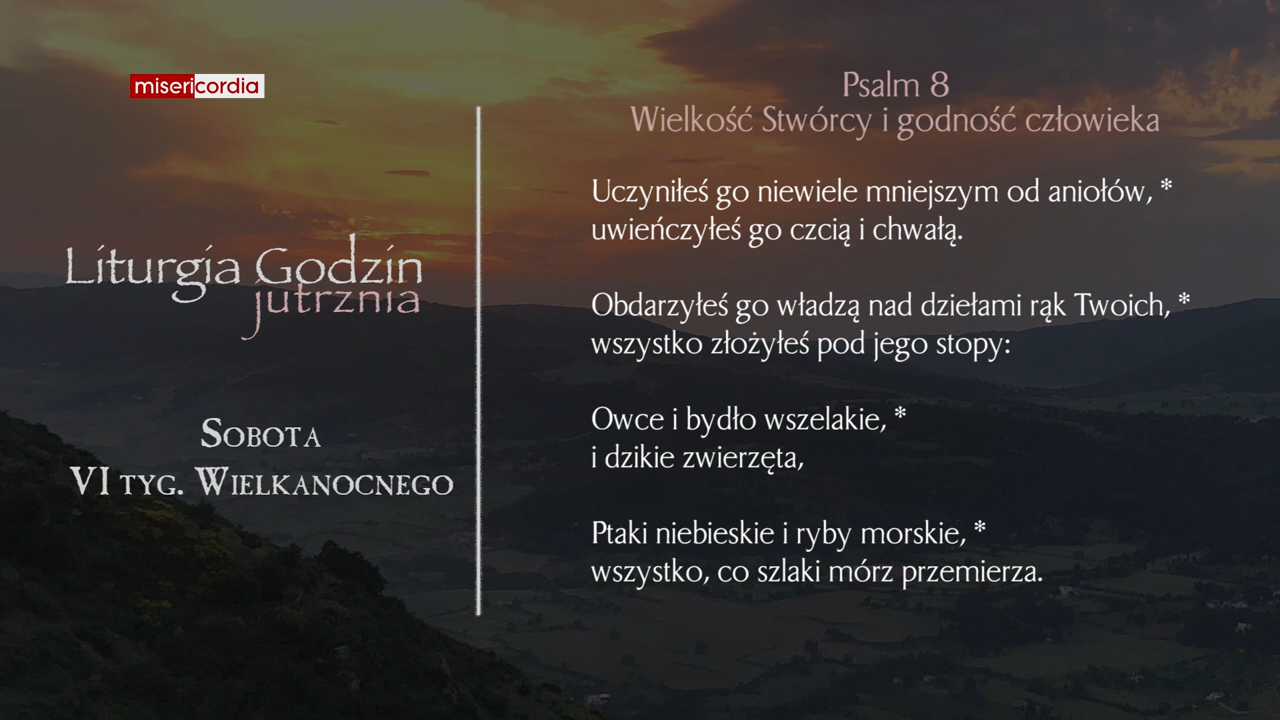 misericordia
Liturgia Godzin
jutrznia
Sobota
VI tyg. Wielkanocnego
Psalm 8
Wielkość Stwórcy i godność człowieka
Uczyniłeś go niewiele mniejszym od aniołów, *
uwieńczyłeś go czcią i chwałą.
Obdarzyłeś go władzą nad dziełami rąk Twoich, *
wszystko złożyłeś pod jego stopy:
Owce i bydło wszelakie, *
i dzikie zwierzęta,
Ptaki niebieskie i ryby morskie, *
wszystko, co szlaki mórz przemierza.